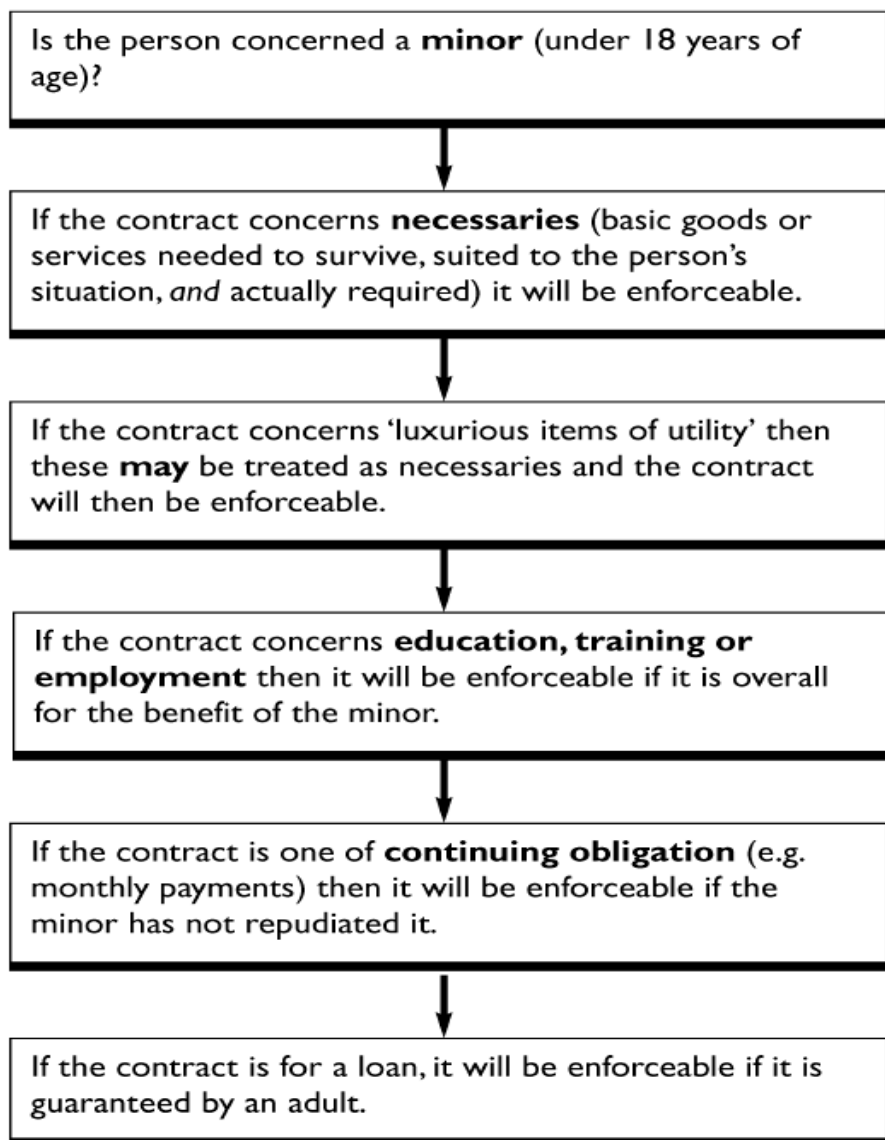 Is the person concerned a minor (under 18 years of
age)?
If the contract concerns necessaries (basic goods or
services needed to survive, suited to the person's
situation, and actually required) it will be enforceable.
If the contract concerns ‘luxurious items of utility’ then
these may be treated as necessaries and the contract
will then be enforceable.
If the contract concerns education, training or
employment then it will be enforceable if it is overall
for the benefit of the minor.
If the contract is one of continuing obligation (e.g.
monthly payments) then it will be enforceable if the
minor has not repudiated it.
If the contract is for a loan, it will be enforceable if it is
guaranteed by an adult.